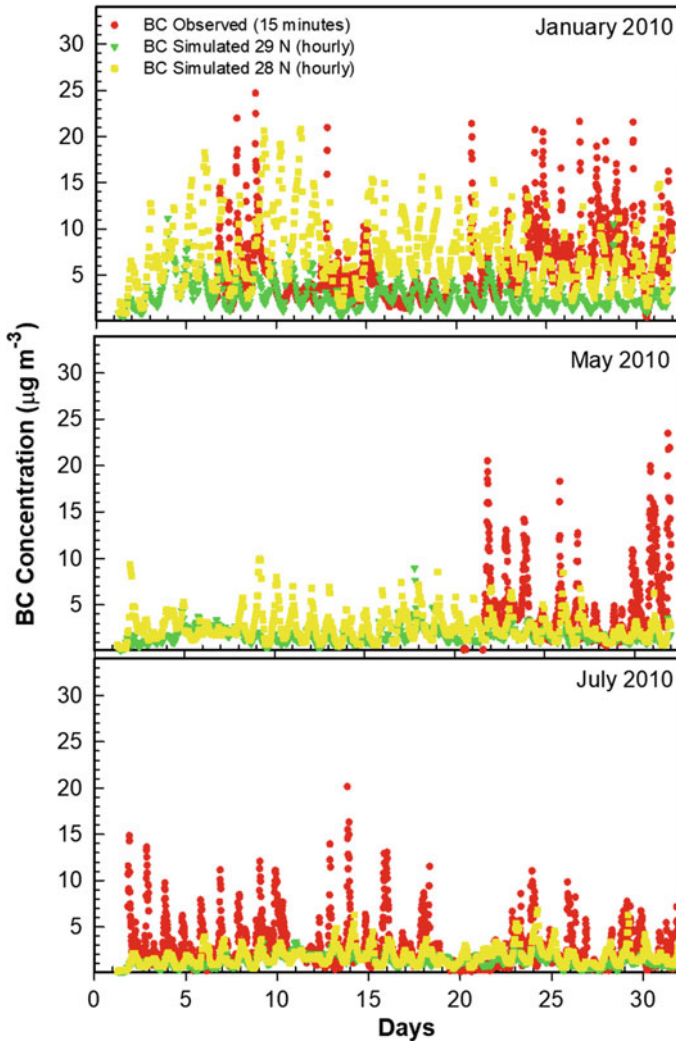 January 2010
BC Observed (15 minutes)
BC Simulated 29 N (hourly)
BC Simulated 28 N (hourly)
30
25
20
15
10
5
May 2010
30
25
20
15
10
5
July 2010
30
25
20
15
10
5
0 5 10 15 20 25 30
BC Concentration (µg m-3)
Days